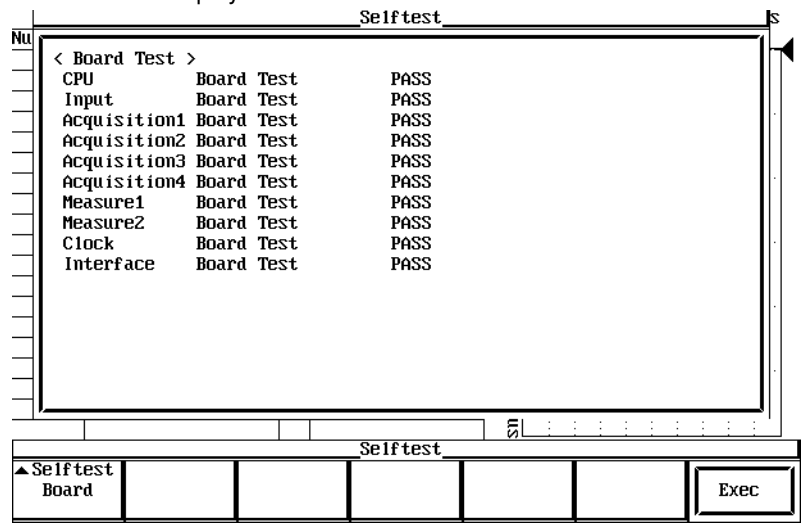 Selftest
s
Nu
< Board Test >
CPU Board Test PASS
Input Board Test PASS
Acquisition1 Board Test PASS
Acquisition2 Board Test PASS
Acquisition3 Board Test PASS
Acquisition4 Board Test PASS
Measure1 Board Test PASS
Measure2 Board Test PASS
Clock Board Test PASS
Interface Board Test PASS
us
Selftest
Selftest
Board
Exec